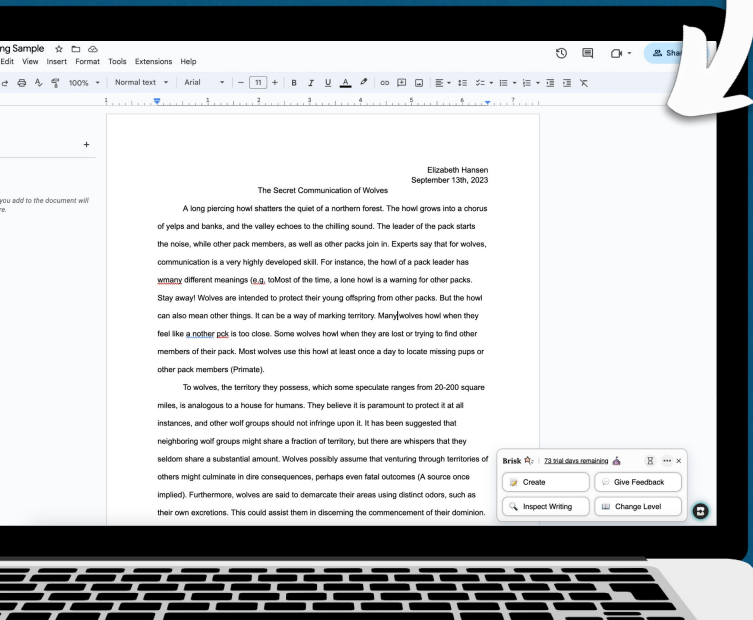 ng Sample
Edit View Insert Format Tools Extensions Help
100% Normal text Arial 11 B I U A
1 1 2 3 4 5 6 7
Elizabeth Hansen
September 13th, 2023
The Secret Communication of Wolves
A long piercing howl shatters the quiet of a northern forest. The howl grows into a chorus
of yelps and banks, and the valley echoes to the chilling sound. The leader of the pack starts
the noise, while other pack members, as well as other packs join in. Experts say that for wolves,
communication is a very highly developed skill. For instance, the howl of a pack leader has
wmany different meanings (e.g, toMost of the time, a lone howl is a warning for other packs.
Stay away! Wolves are intended to protect their young offspring from other packs. But the howl
can also mean other things. It can be a way of marking territory. Many wolves howl when they
feel like a nother pck is too close. Some wolves howl when they are lost or trying to find other
members of their pack. Most wolves use this howl at least once a day to locate missing pups or
other pack members (Primate).
To wolves, the territory they possess, which some speculate ranges from 20-200 square
miles, is analogous to a house for humans. They believe it is paramount to protect it at all
instances, and other wolf groups should not infringe upon it. It has been suggested that
neighboring wolf groups might share a fraction of territory, but there are whispers that they
seldom share a substantial amount. Wolves possibly assume that venturing through territories of
others might culminate in dire consequences, perhaps even fatal outcomes (A source once
implied). Furthermore, wolves are said to demarcate their areas using distinct odors, such as
their own excretions. This could assist them in discerning the commencement of their dominion.
you add to the document will
re.
Brisk 73 trial days remaining
Create
Give Feedback
Inspect Writing
Change Level